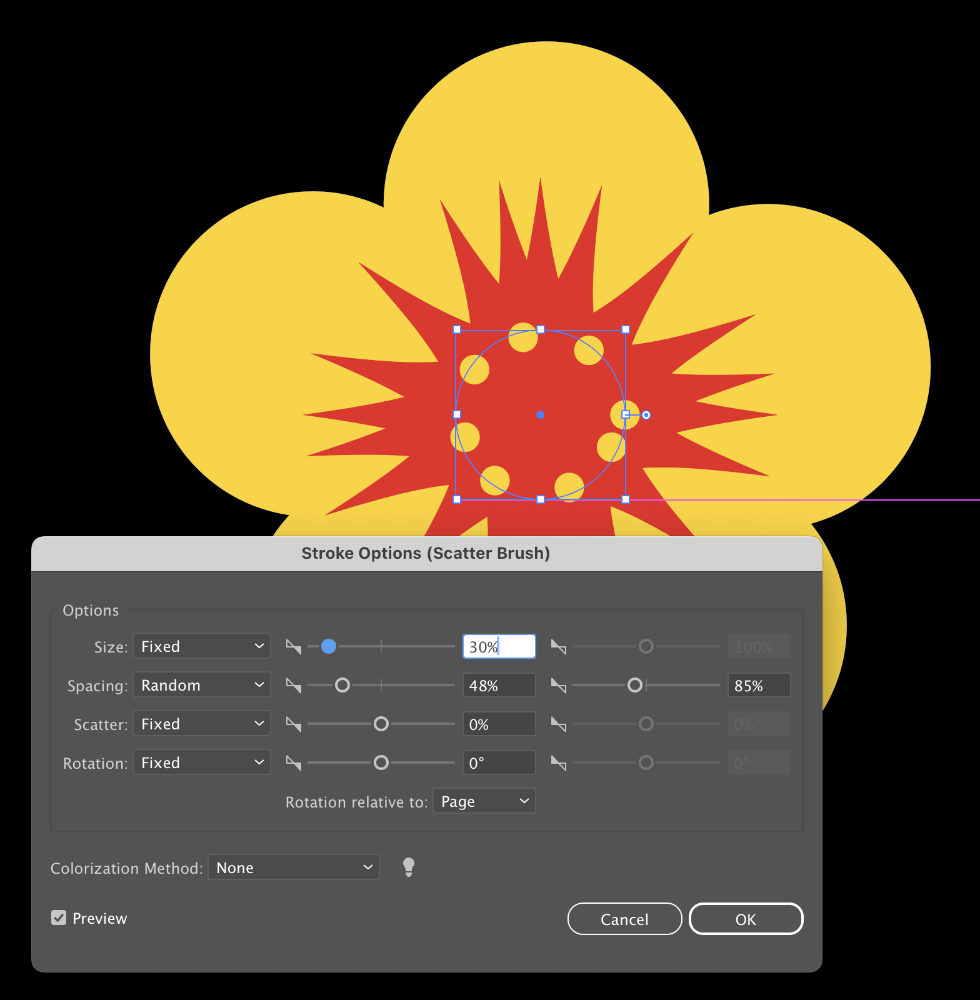 Stroke Options (Scatter Brush)
Options
Size: Fixed 30% 100%
Spacing: Random 48% 85%
Scatter: Fixed 0% 0%
Rotation: Fixed 0° 0°
Rotation relative to: Page
Colorization Method: None
Preview Cancel OK